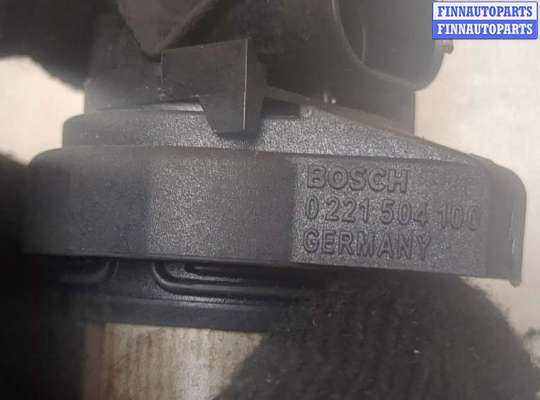 FINNAUTOPARTS
FINNAUTOPARTS
BOSCH
0 221 504 100
GERMANY